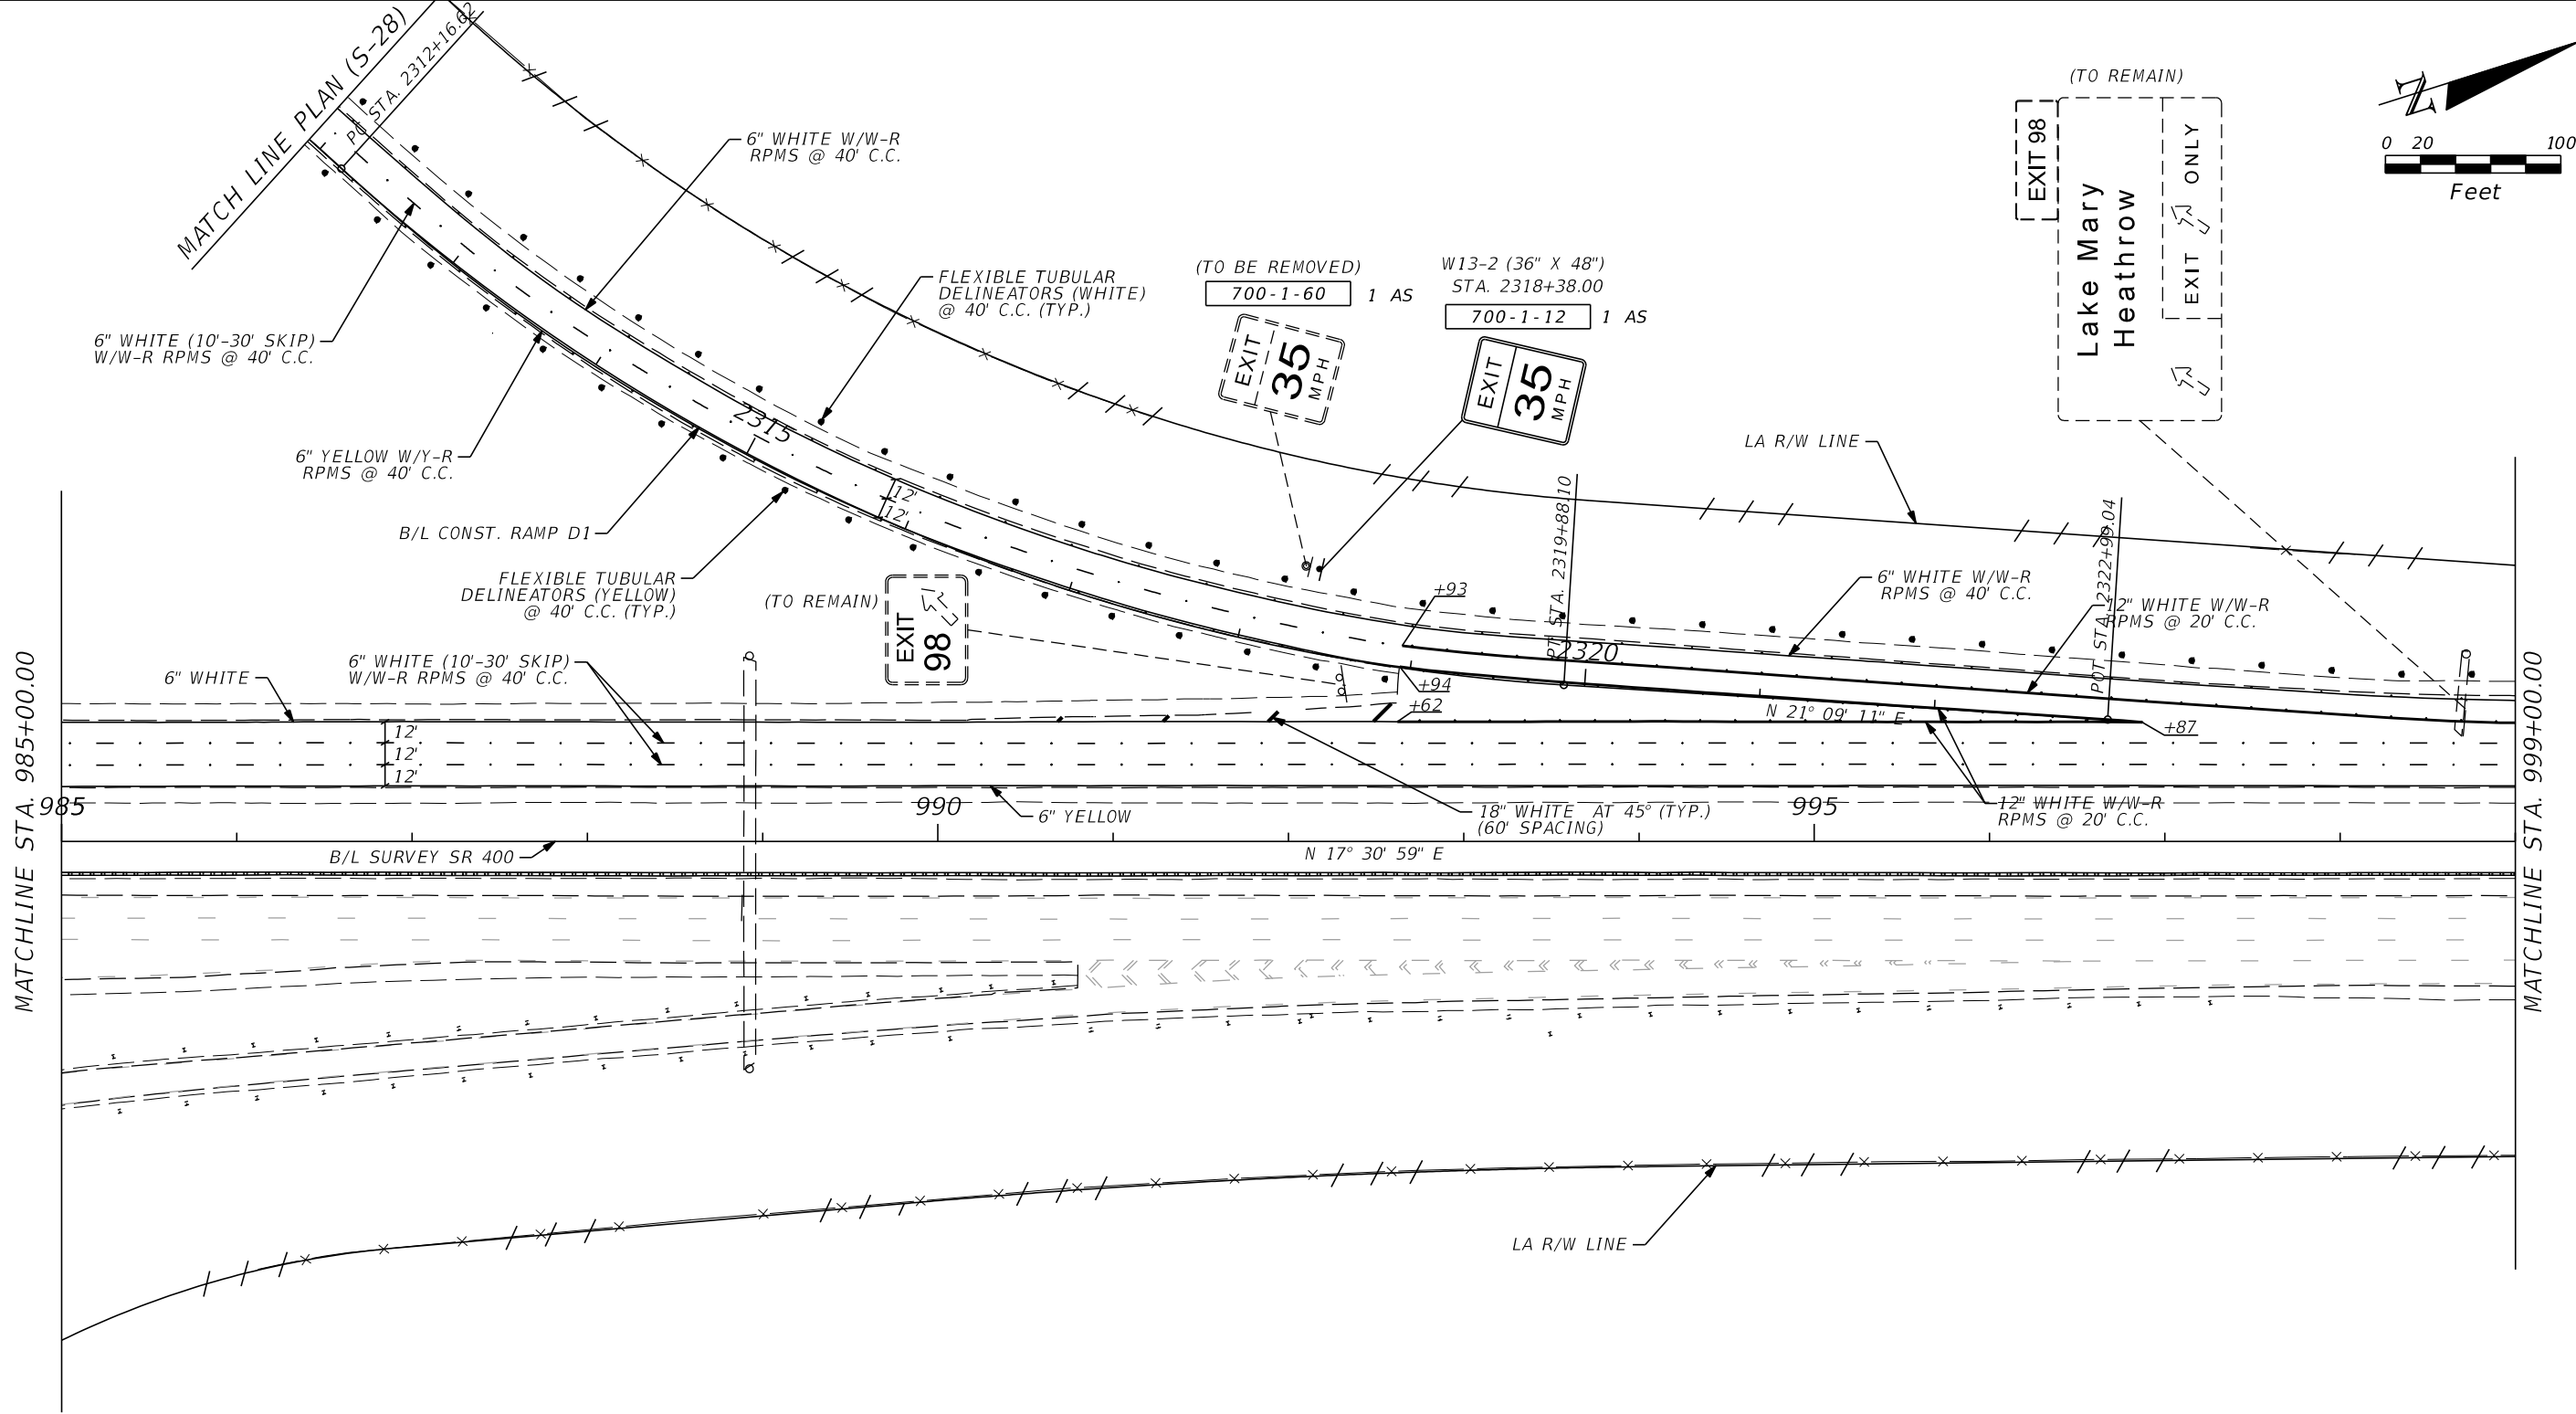 MATCH LINE PLAN (S-28)
PC STA. 2312+16.62
6" WHITE W/W-R
RPMS @ 40' C.C.
(TO REMAIN)
EXIT 98
Lake Mary
Heathrow
EXIT ONLY
N
0 20 100
Feet
6" WHITE (10'-30' SKIP)
W/W-R RPMS @ 40' C.C.
FLEXIBLE TUBULAR
DELINEATORS (WHITE)
@ 40' C.C. (TYP.)
(TO BE REMOVED)
700-1-60 1 AS
EXIT
35
MPH
W13-2 (36" X 48")
STA. 2318+38.00
700-1-12 1 AS
EXIT
35
MPH
LA R/W LINE
2315
6" YELLOW W/Y-R
RPMS @ 40' C.C.
12'
12'
B/L CONST. RAMP D1
FLEXIBLE TUBULAR
DELINEATORS (YELLOW)
@ 40' C.C. (TYP.)
(TO REMAIN)
EXIT
98
+93
PT STA. 2319+88.10
2320
6" WHITE W/W-R
RPMS @ 40' C.C.
POT STA. 2322+99.04
12" WHITE W/W-R
RPMS @ 20' C.C.
MATCHLINE STA. 985+00.00
6" WHITE
6" WHITE (10'-30' SKIP)
W/W-R RPMS @ 40' C.C.
12'
12'
12'
+94
+62
N 21° 09' 11" E
+87
MATCHLINE STA. 999+00.00
985
990
6" YELLOW
18" WHITE AT 45° (TYP.)
(60' SPACING)
995
12" WHITE W/W-R
RPMS @ 20' C.C.
B/L SURVEY SR 400
N 17° 30' 59" E
LA R/W LINE